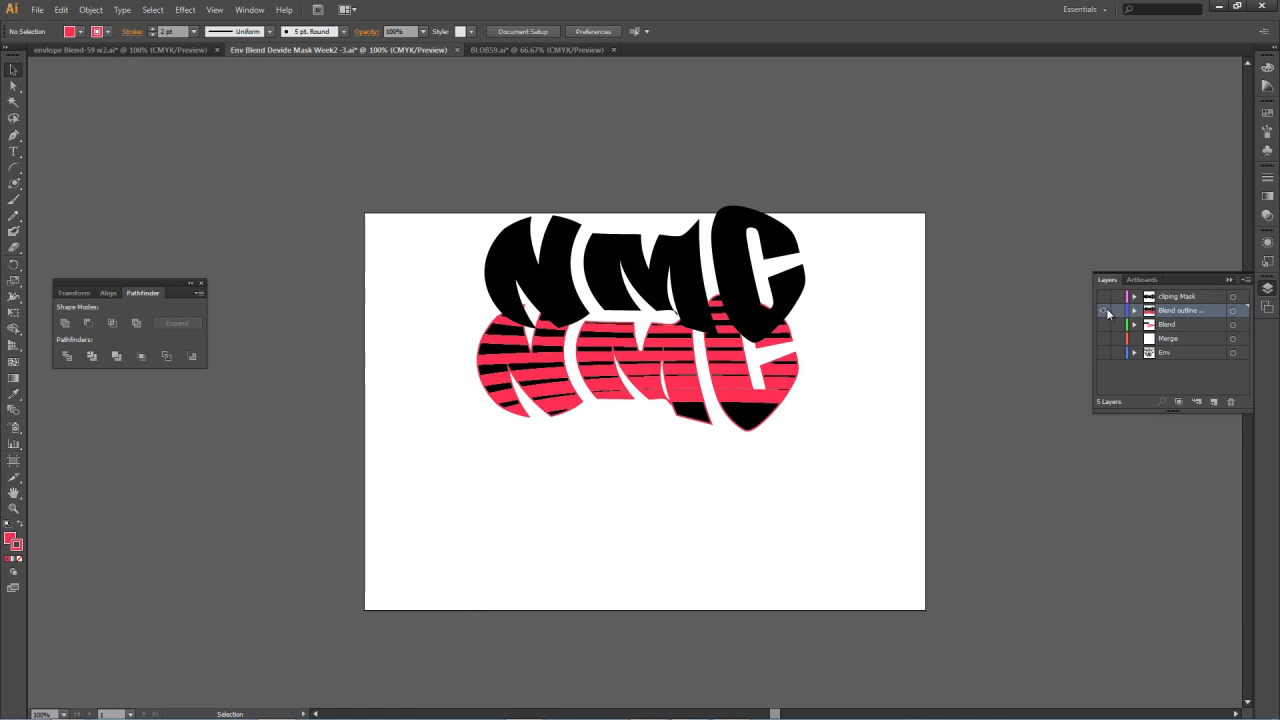 Ai File Edit Object Type Select Effect View Window Help Br Essentials
No Selection Stroke: 2 pt Uniform 5 pt. Round Opacity: 100% Style: Document Setup Preferences
envlope Blend-59 w2.ai* @ 100% (CMYK/Preview) Env Blend Devide Mask Week2 -3.ai* @ 100% (CMYK/Preview) BLOB59.ai* @ 66.67% (CMYK/Preview)
NMC
NMC
Transform Align Pathfinder
Shape Modes:
Expand
Pathfinders:
Layers Artboards
cliping Mask
Blend outline ...
Blend
Merge
Env
5 Layers
100% 1 Selection